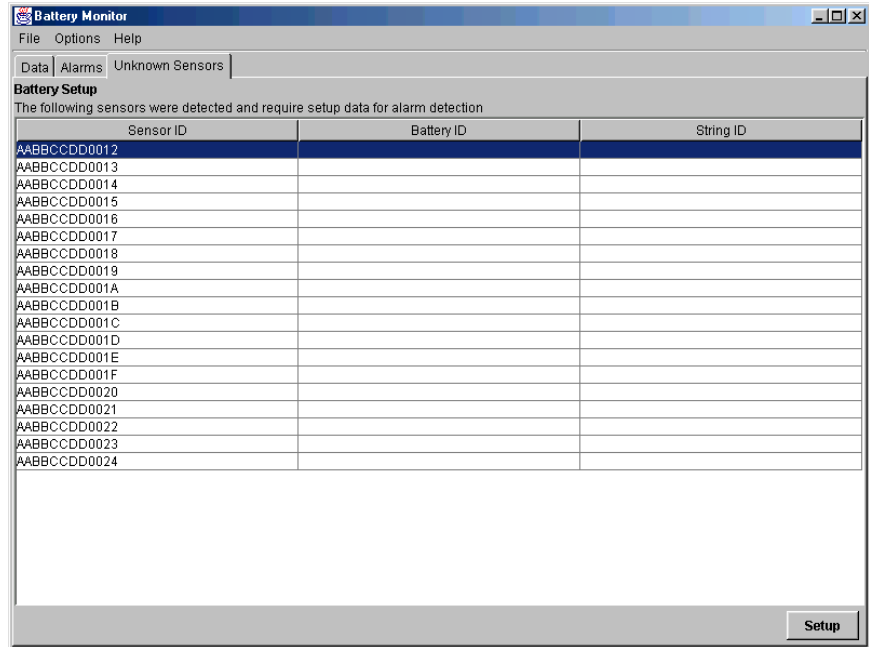 Battery Monitor
File Options Help
Data Alarms Unknown Sensors
Battery Setup
The following sensors were detected and require setup data for alarm detection
Sensor ID Battery ID String ID
AABBCCDD0012
AABBCCDD0013
AABBCCDD0014
AABBCCDD0015
AABBCCDD0016
AABBCCDD0017
AABBCCDD0018
AABBCCDD0019
AABBCCDD001A
AABBCCDD001B
AABBCCDD001C
AABBCCDD001D
AABBCCDD001E
AABBCCDD001F
AABBCCDD0020
AABBCCDD0021
AABBCCDD0022
AABBCCDD0023
AABBCCDD0024
Setup